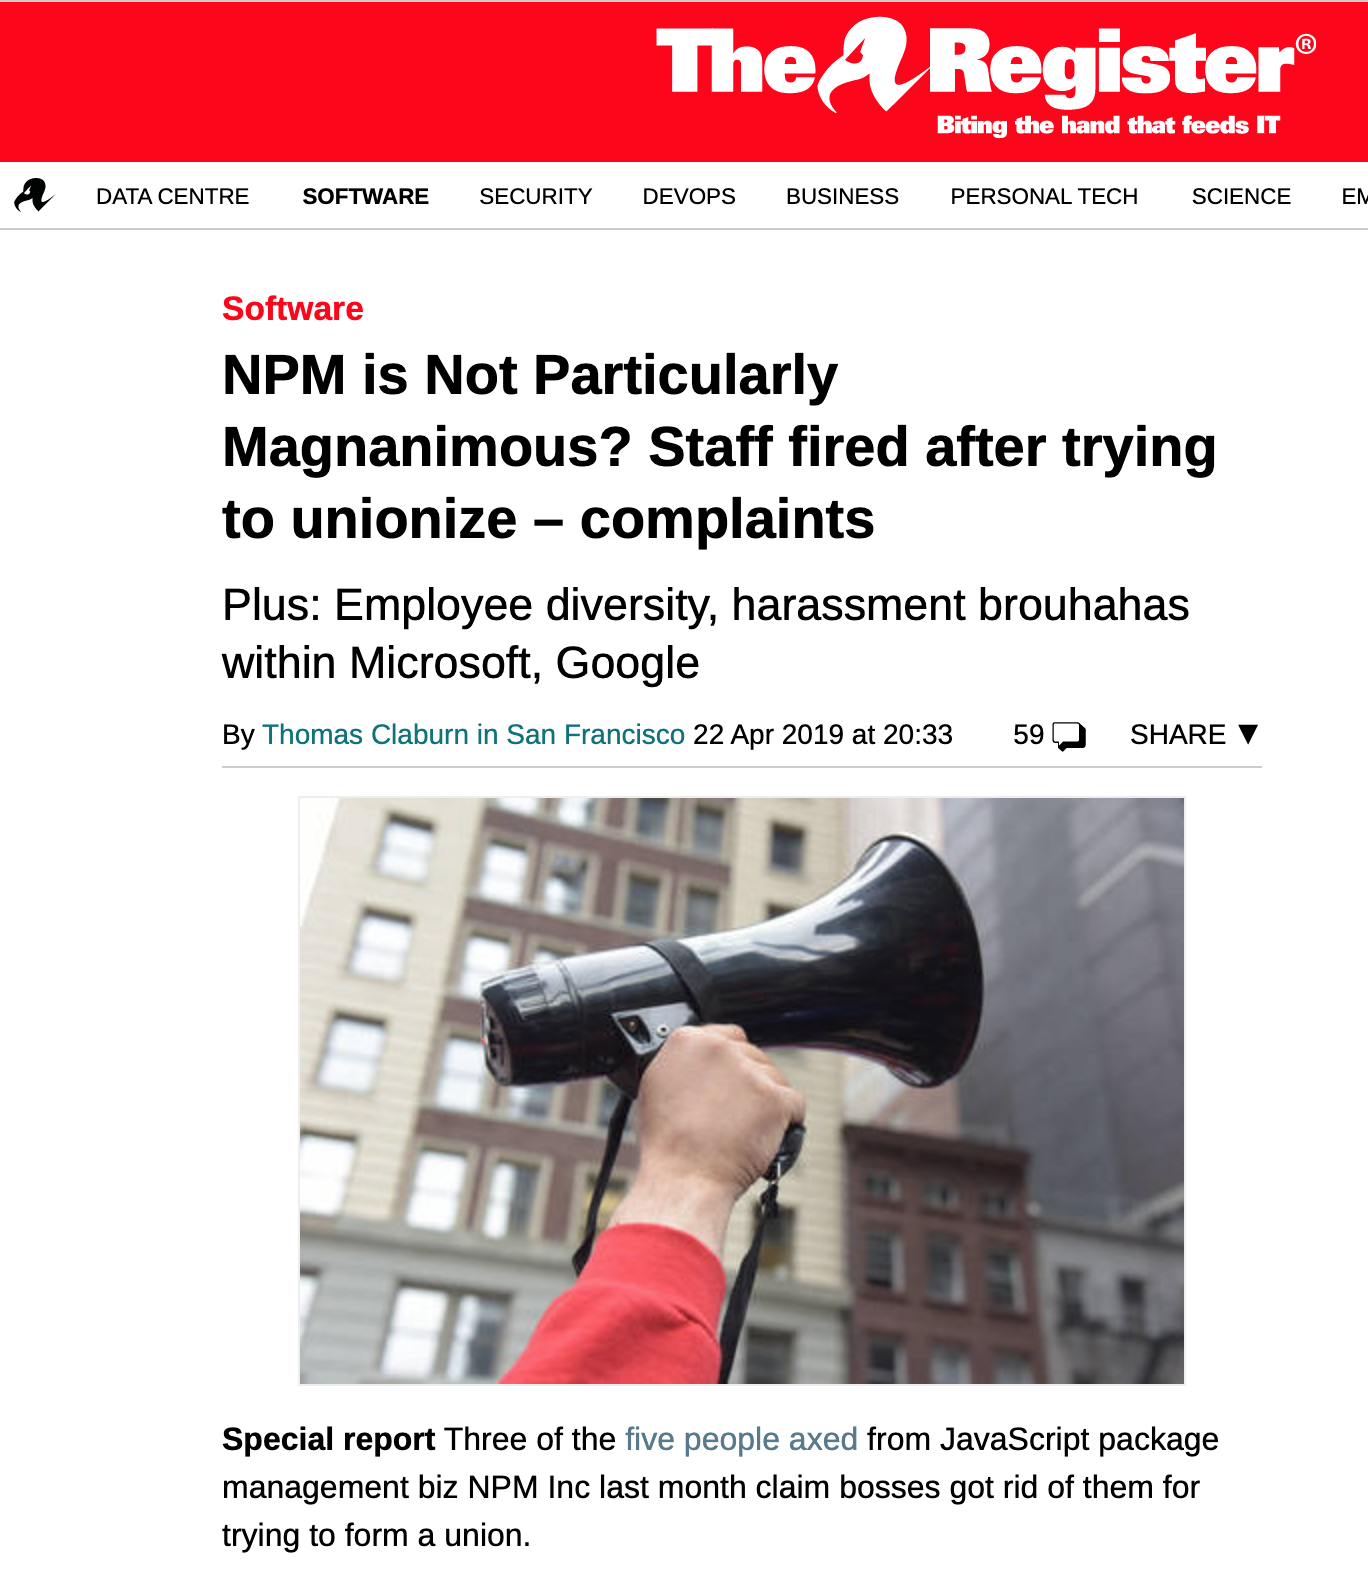 The Register®
Biting the hand that feeds IT
DATA CENTRE SOFTWARE SECURITY DEVOPS BUSINESS PERSONAL TECH SCIENCE EM
Software
NPM is Not Particularly
Magnanimous? Staff fired after trying
to unionize – complaints
Plus: Employee diversity, harassment brouhahas
within Microsoft, Google
By Thomas Claburn in San Francisco 22 Apr 2019 at 20:33 59 SHARE ▼
Special report Three of the five people axed from JavaScript package
management biz NPM Inc last month claim bosses got rid of them for
trying to form a union.